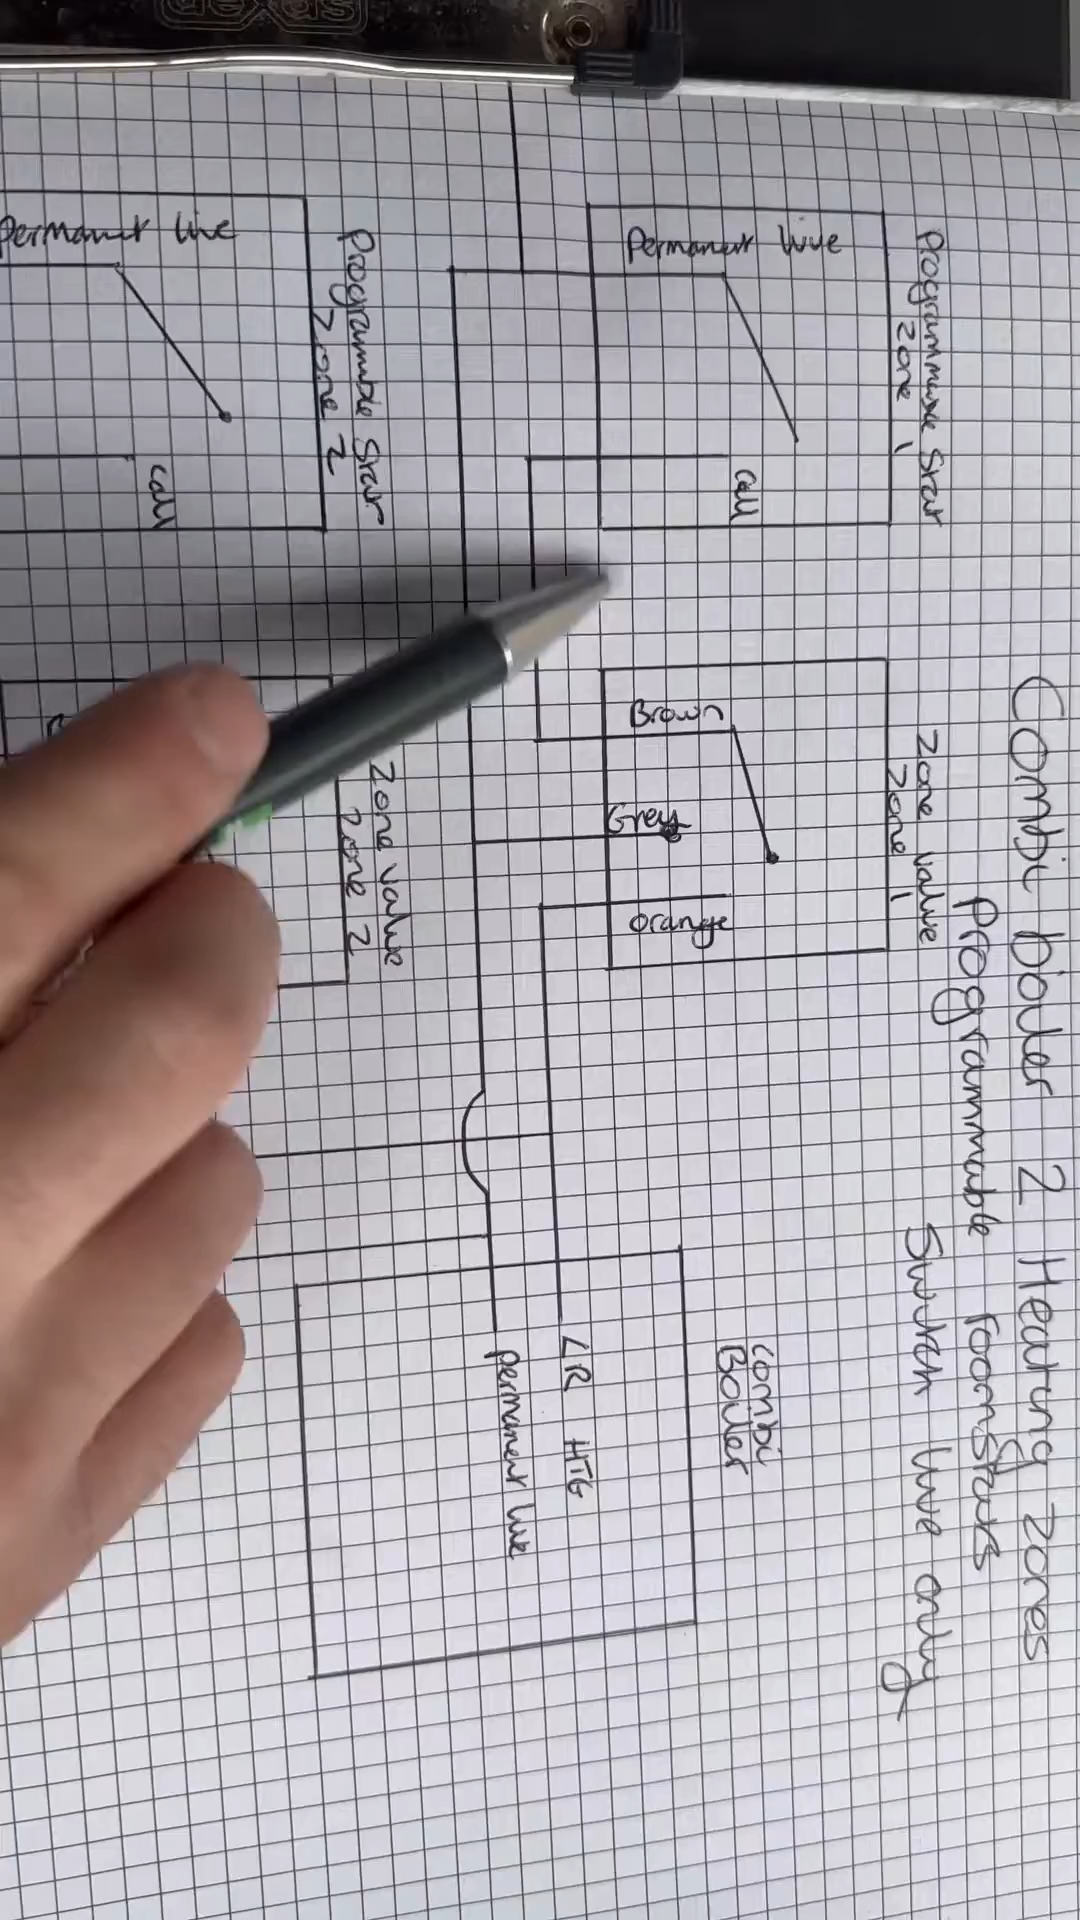 Combi boiler 2 Heating zones
Programmable roomstats
Switch live only
Programmable Stat
Zone 1
Permanent live
Call
Zone valve
Zone 1
Brown
Grey
Orange
Combi
Boiler
LR HTG
Permanent live
Programmable Stat
Zone 2
Permanent live
Call
Zone valve
Zone 2